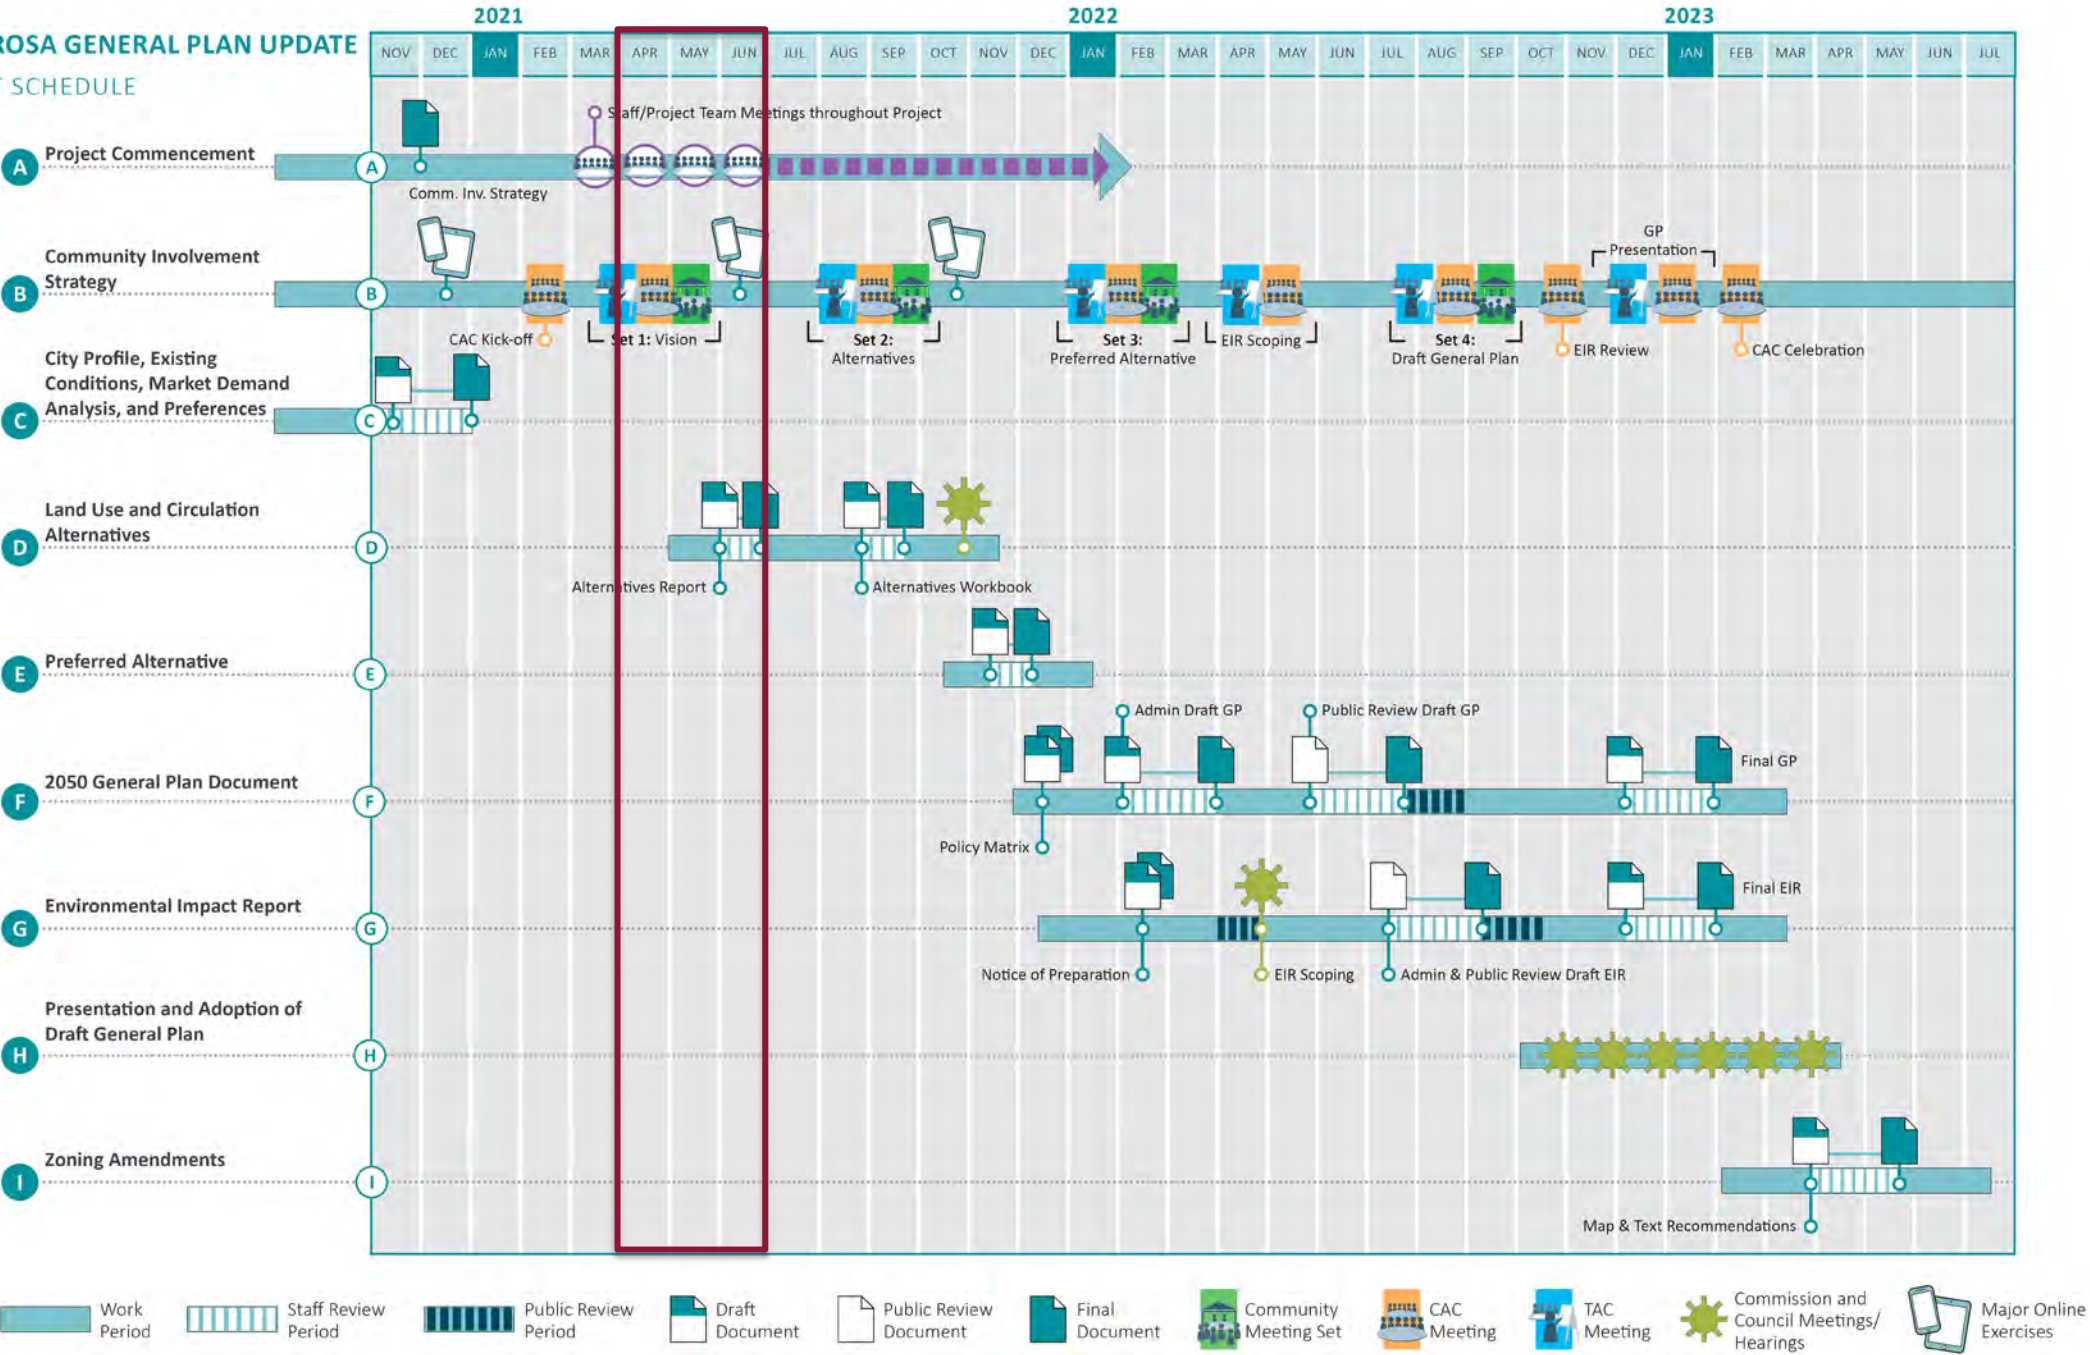 2021 2022 2023
ROSA GENERAL PLAN UPDATE
T SCHEDULE
NOV DEC JAN FEB MAR APR MAY JUN JUL AUG SEP OCT NOV DEC JAN FEB MAR APR MAY JUN JUL AUG SEP OCT NOV DEC JAN FEB MAR APR MAY JUN JUL
Staff/Project Team Meetings throughout Project
A Project Commencement A
Comm. Inv. Strategy
Community Involvement
Strategy
B B
GP
Presentation
CAC Kick-off
Set 1: Vision
Set 2:
Alternatives
Set 3:
Preferred Alternative
EIR Scoping
Set 4:
Draft General Plan
EIR Review
CAC Celebration
City Profile, Existing
Conditions, Market Demand
Analysis, and Preferences
C C
Land Use and Circulation
Alternatives
D D
Alternatives Report
Alternatives Workbook
Preferred Alternative
E E
Admin Draft GP
Public Review Draft GP
Final GP
2050 General Plan Document
F F
Policy Matrix
Final EIR
Environmental Impact Report
G G
Notice of Preparation
EIR Scoping
Admin & Public Review Draft EIR
Presentation and Adoption of
Draft General Plan
H H
Zoning Amendments
I I
Map & Text Recommendations
Work
Period
Staff Review
Period
Public Review
Period
Draft
Document
Public Review
Document
Final
Document
Community
Meeting Set
CAC
Meeting
TAC
Meeting
Commission and
Council Meetings/
Hearings
Major Online
Exercises